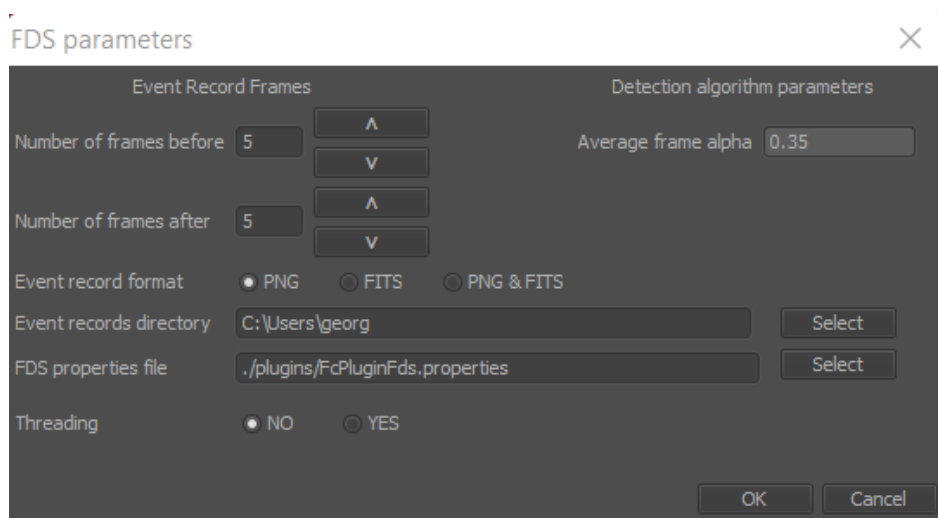 FDS parameters
Event Record Frames
Detection algorithm parameters
Number of frames before 5
Average frame alpha 0.35
Number of frames after 5
Event record format PNG FITS PNG & FITS
Event records directory C:\Users\georg Select
FDS properties file ./plugins/FcPluginFds.properties Select
Threading NO YES
OK Cancel